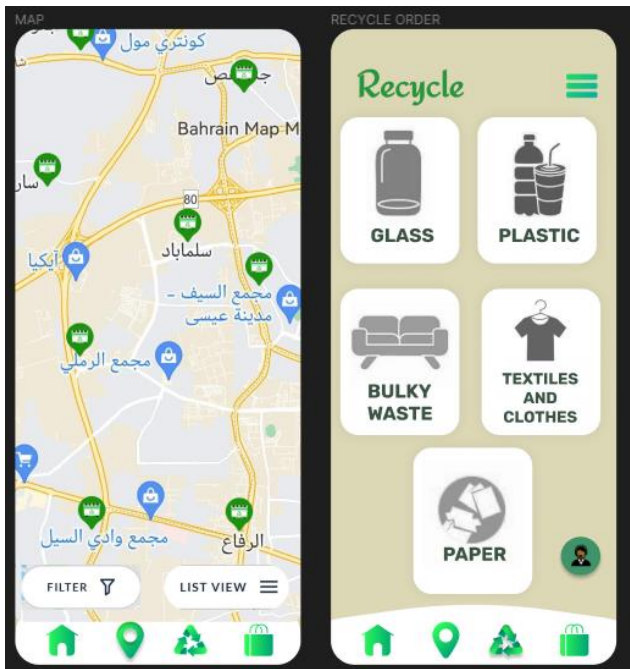 MAP
كونتري مول
Bahrain Map M
80
سلماباد
آيكيا
مجمع السيف -
مدينة عيسى
مجمع الرملي
مجمع وادي السيل
الرفاع
FILTER
LIST VIEW
RECYCLE ORDER
Recycle
GLASS
PLASTIC
BULKY
WASTE
TEXTILES
AND
CLOTHES
PAPER